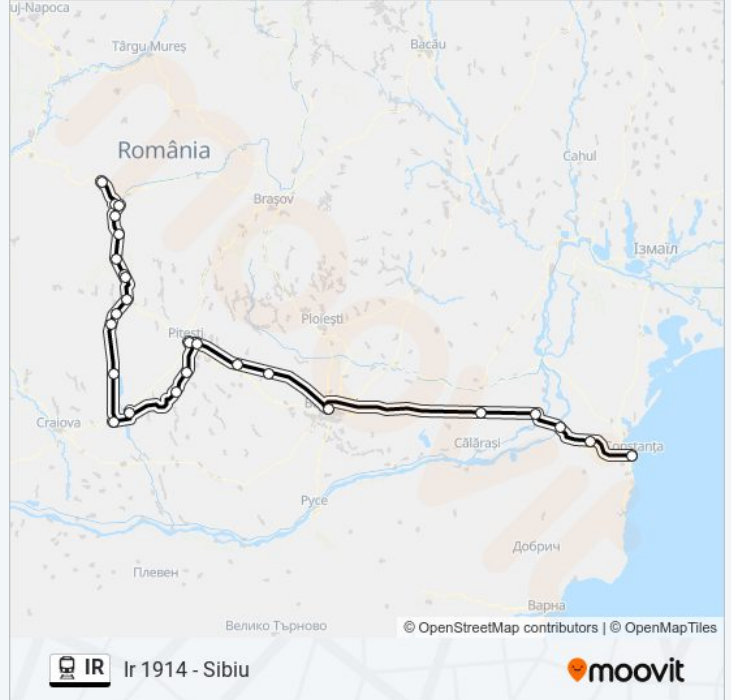 uj-Napoca
Târgu Mureș
Bacău
România
Cahul
Brașov
Ізмаїл
Ploiești
Pitești
B
Craiova
Călărași
Constanța
Русе
Добрич
Плевен
Варна
Велико Търново
© OpenStreetMap contributors | © OpenMapTiles
IR Ir 1914 - Sibiu
moovit